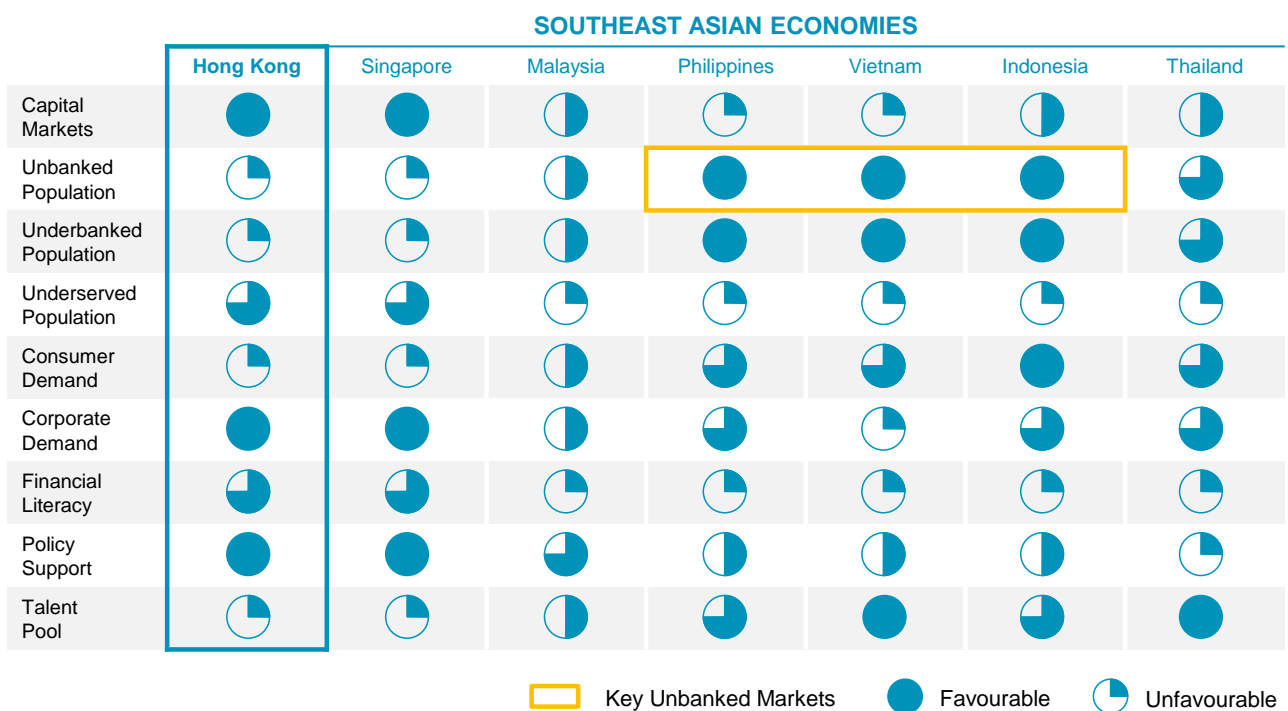 SOUTHEAST ASIAN ECONOMIES
Hong Kong Singapore Malaysia Philippines Vietnam Indonesia Thailand
Capital
Markets
Unbanked
Population
Underbanked
Population
Underserved
Population
Consumer
Demand
Corporate
Demand
Financial
Literacy
Policy
Support
Talent
Pool
Key Unbanked Markets Favourable Unfavourable